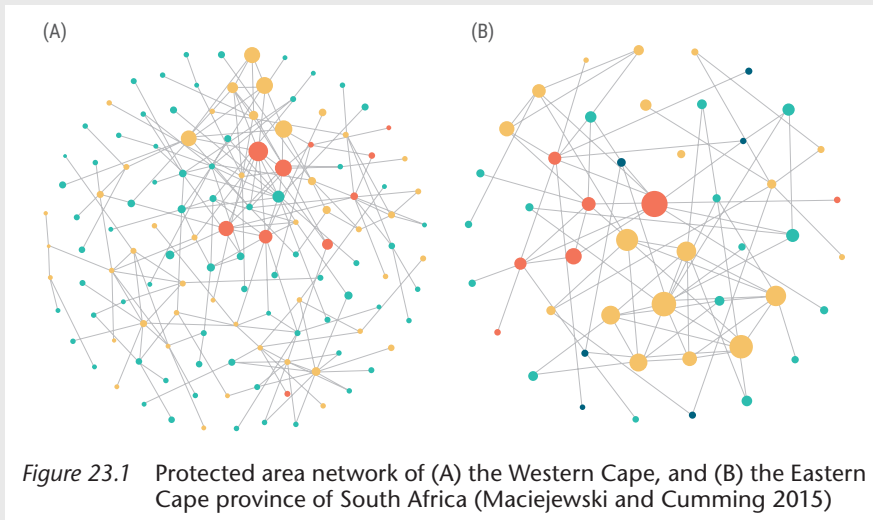 (A)
(B)
Figure 23.1 Protected area network of (A) the Western Cape, and (B) the Eastern
Cape province of South Africa (Maciejewski and Cumming 2015)